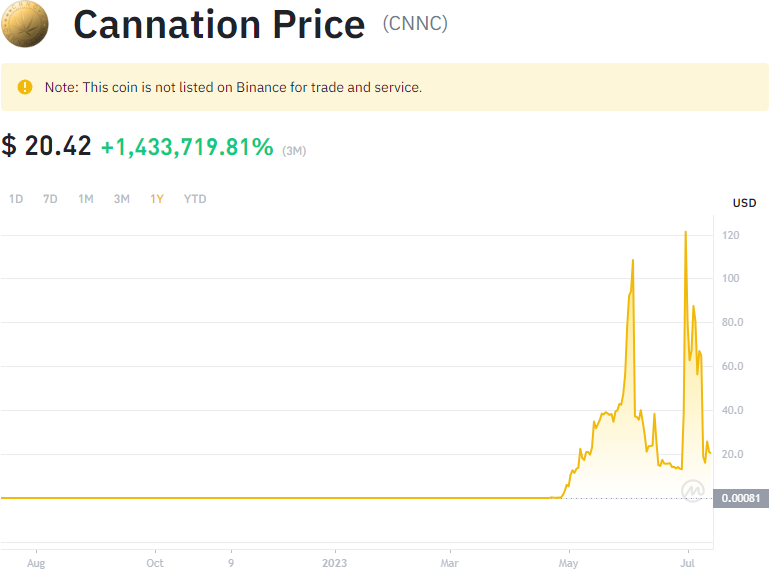 Cannation Price (CNNC)
Note: This coin is not listed on Binance for trade and service.
$ 20.42 +1,433,719.81% (3M)
1D 7D 1M 3M 1Y YTD
USD
120
100
80.0
60.0
40.0
20.0
0.00081
Aug Oct 9 2023 Mar May Jul